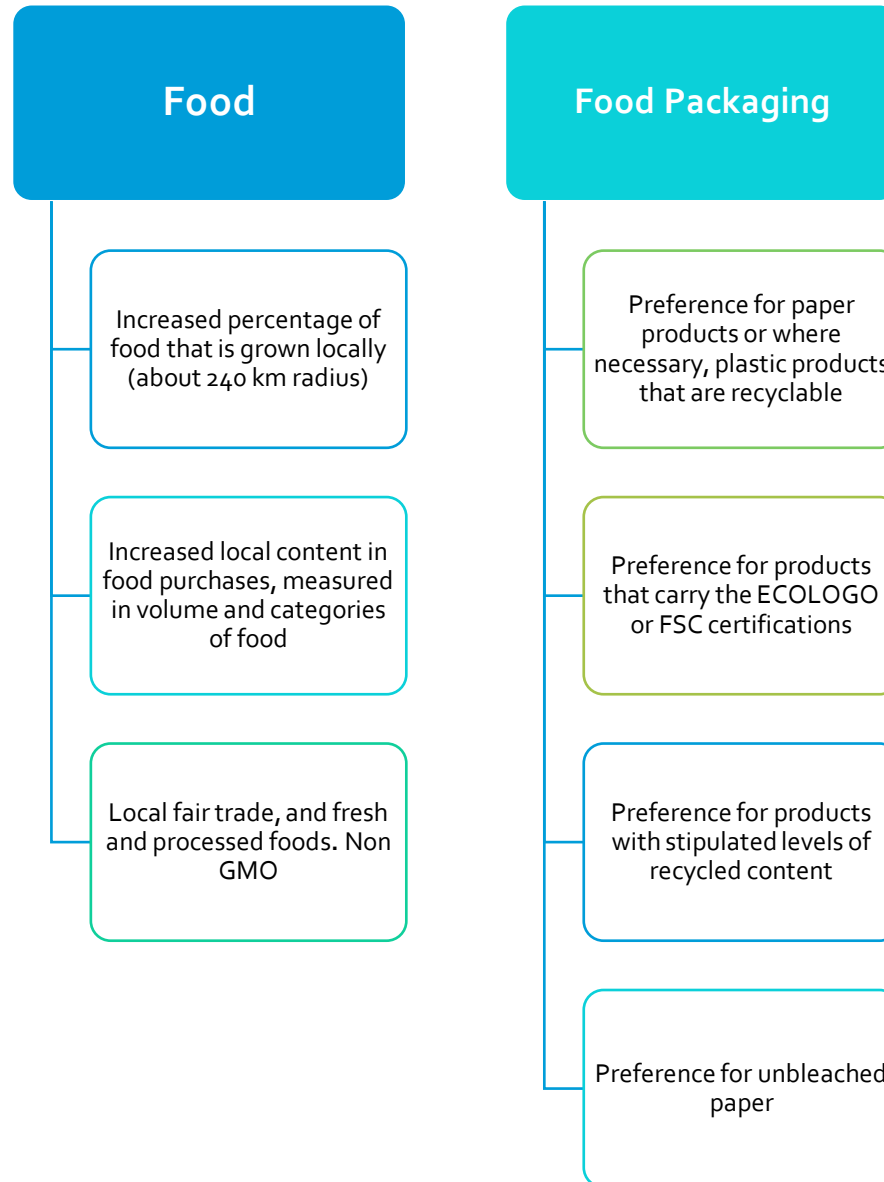 Food
Increased percentage of
food that is grown locally
(about 240 km radius)
Increased local content in
food purchases, measured
in volume and categories
of food
Local fair trade, and fresh
and processed foods. Non
GMO
Food Packaging
Preference for paper
products or where
necessary, plastic products
that are recyclable
Preference for products
that carry the ECOLOGO
or FSC certifications
Preference for products
with stipulated levels of
recycled content
Preference for unbleached
paper